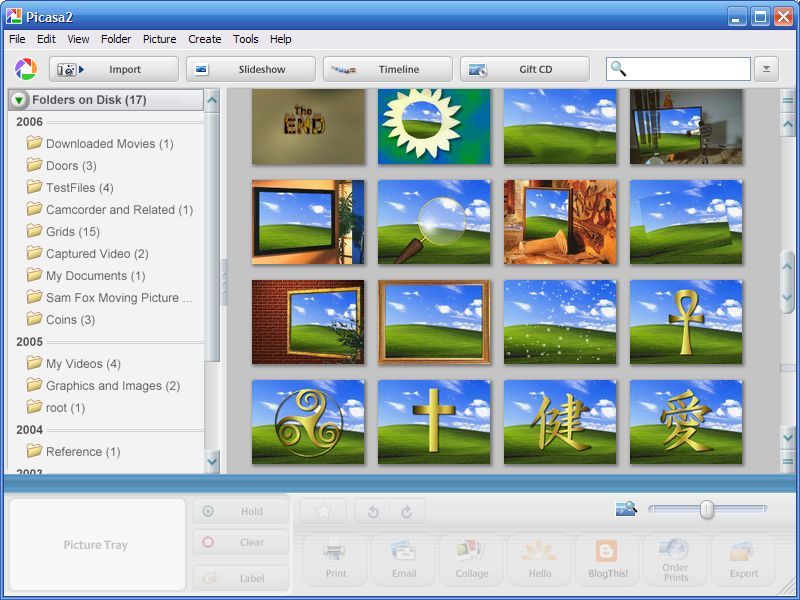 Picasa2
File Edit View Folder Picture Create Tools Help
Import Slideshow Timeline Gift CD
Folders on Disk (17)
2006
Downloaded Movies (1)
Doors (3)
TestFiles (4)
Camcorder and Related (1)
Grids (15)
Captured Video (2)
My Documents (1)
Sam Fox Moving Picture ...
Coins (3)
2005
My Videos (4)
Graphics and Images (2)
root (1)
2004
Reference (1)
2003
The
END
健 愛
Picture Tray
Hold
Clear
Label
Print Email Collage Hello BlogThis! Order Prints Export